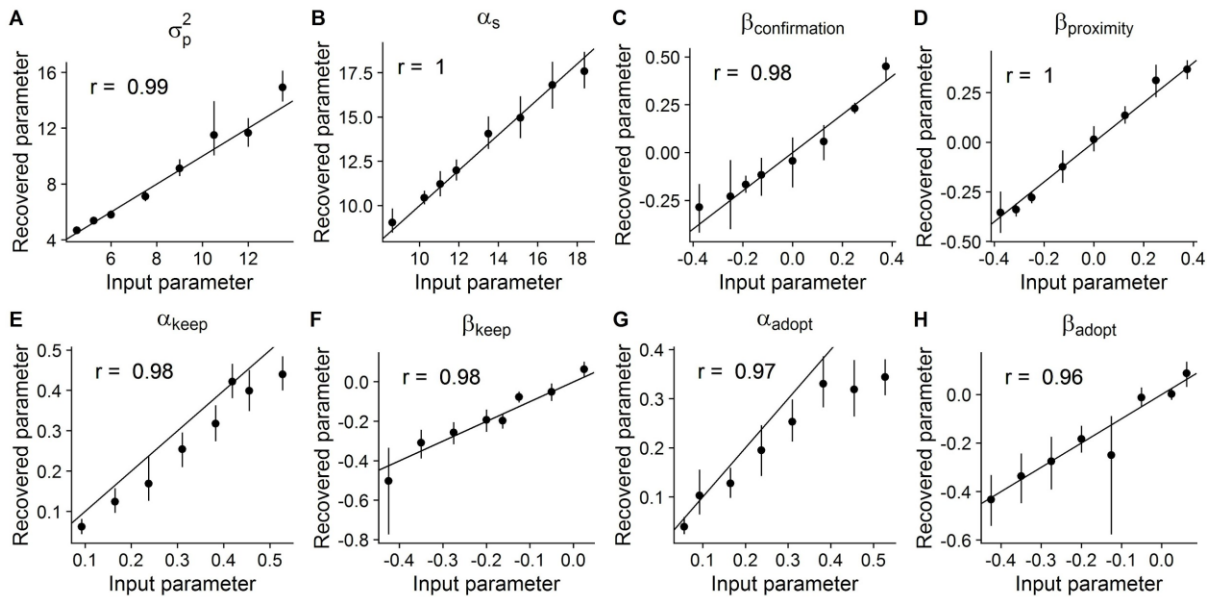 A
σ²p
r = 0.99
Recovered parameter
16
12
8
4
6
8
10
12
Input parameter
B
αs
r = 1
Recovered parameter
17.5
15.0
12.5
10.0
10
12
14
16
18
Input parameter
C
βconfirmation
r = 0.98
Recovered parameter
0.50
0.25
0.00
-0.25
-0.4
-0.2
0.0
0.2
0.4
Input parameter
D
βproximity
r = 1
Recovered parameter
0.25
0.00
-0.25
-0.50
-0.4
-0.2
0.0
0.2
0.4
Input parameter
E
αkeep
r = 0.98
Recovered parameter
0.5
0.4
0.3
0.2
0.1
0.1
0.2
0.3
0.4
0.5
Input parameter
F
βkeep
r = 0.98
Recovered parameter
0.0
-0.2
-0.4
-0.6
-0.8
-0.4
-0.3
-0.2
-0.1
0.0
Input parameter
G
αadopt
r = 0.97
Recovered parameter
0.4
0.3
0.2
0.1
0.1
0.2
0.3
0.4
0.5
Input parameter
H
βadopt
r = 0.96
Recovered parameter
-0.0
-0.2
-0.4
-0.6
-0.4
-0.3
-0.2
-0.1
0.0
Input parameter